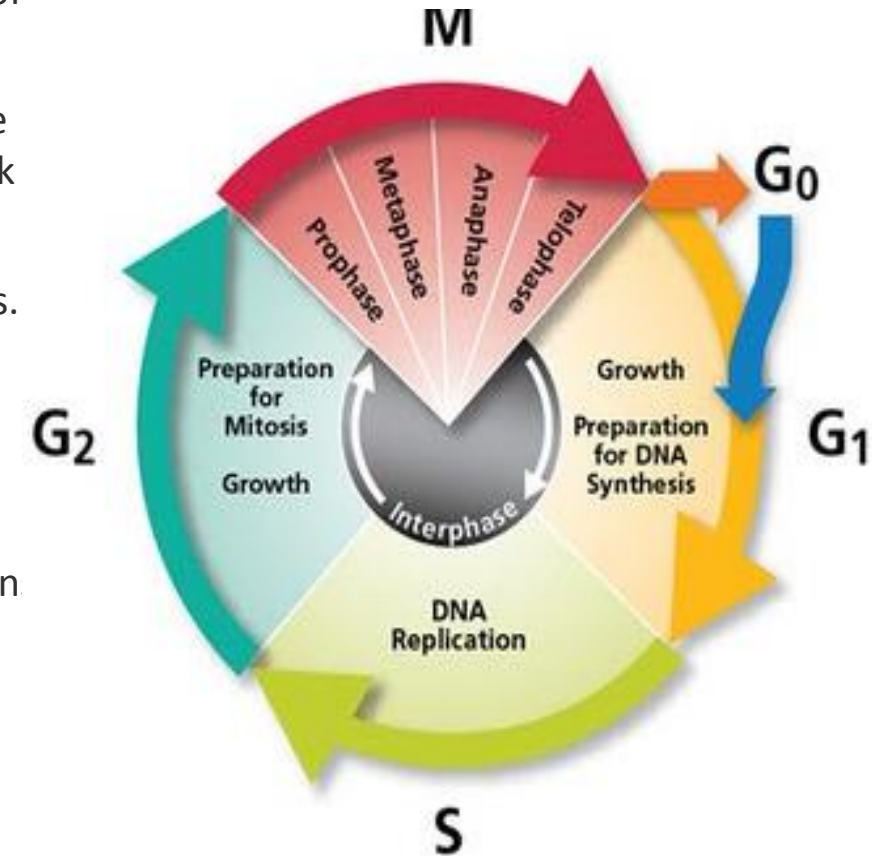 M
G0
Prophase
Metaphase
Anaphase
Telophase
Preparation
for
Mitosis
Growth
Growth
Preparation
for DNA
Synthesis
G2
G1
Interphase
DNA
Replication
S
e
k
s.
n